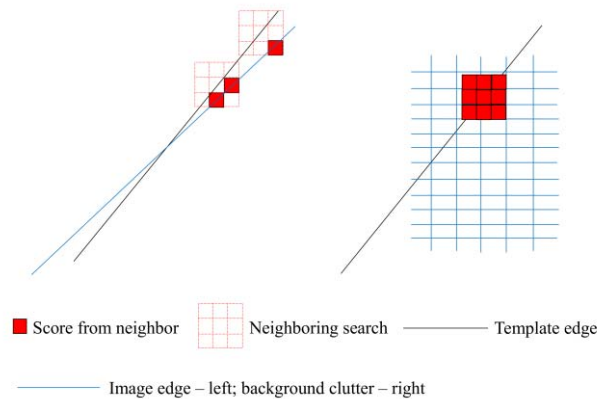 Score from neighbor
Neighboring search
Template edge
Image edge – left; background clutter – right